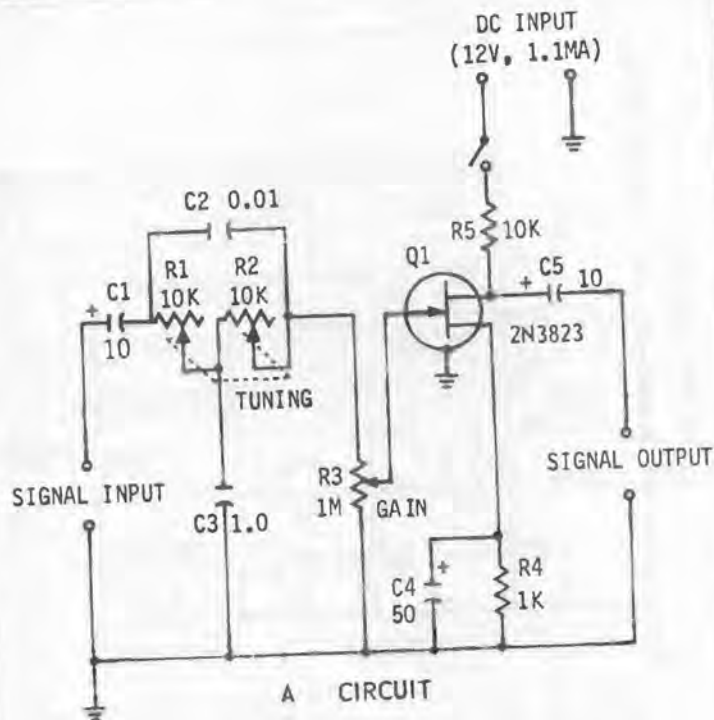 DC INPUT
(12V, 1.1MA)
C2 0.01
R1
10K
R2
10K
C1
+
10
TUNING
Q1
R5 10K
+ C5 10
2N3823
SIGNAL INPUT
C3 1.0
R3
1M
GAIN
SIGNAL OUTPUT
C4
50
+
R4
1K
A CIRCUIT